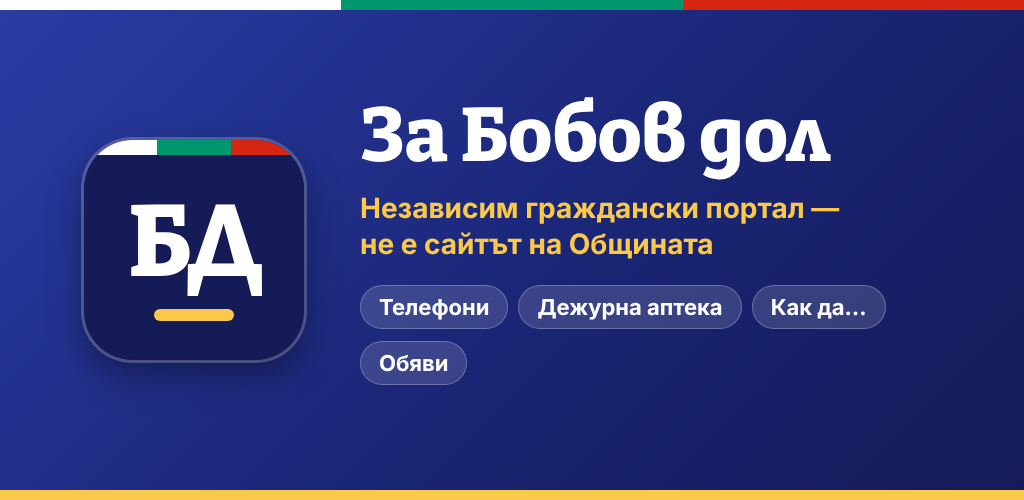 БД
За Бобов дол
Независим граждански портал —
не е сайтът на Общината
Телефони
Дежурна аптека
Как да...
Обяви